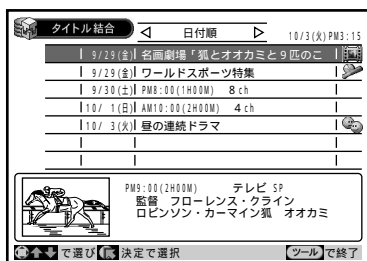 タイトル結合 日付順 10/3(火)PM3:15
9/29(金) 名画劇場「狐とオオカミと9匹のこ
9/29(金) ワールドスポーツ特集
9/30(土) PM8:00(1H00M) 8ch
10/ 1(日) AM10:00(2H00M) 4ch
10/ 3(火) 昼の連続ドラマ
PM9:00(2H00M) テレビ SP
監督 フローレンス・クライン
ロビンソン・カーマイン狐 オオカミ
で選び 決定で選択 ツールで終了